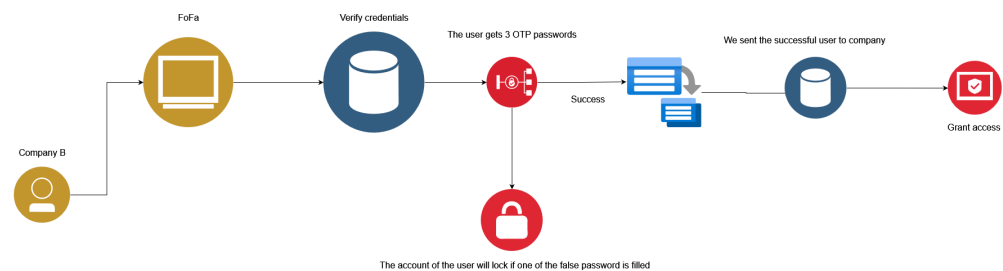 FoFa
Verify credentials
The user gets 3 OTP passwords
We sent the successful user to company
Success
Grant access
Company B
The account of the user will lock if one of the false password is filled